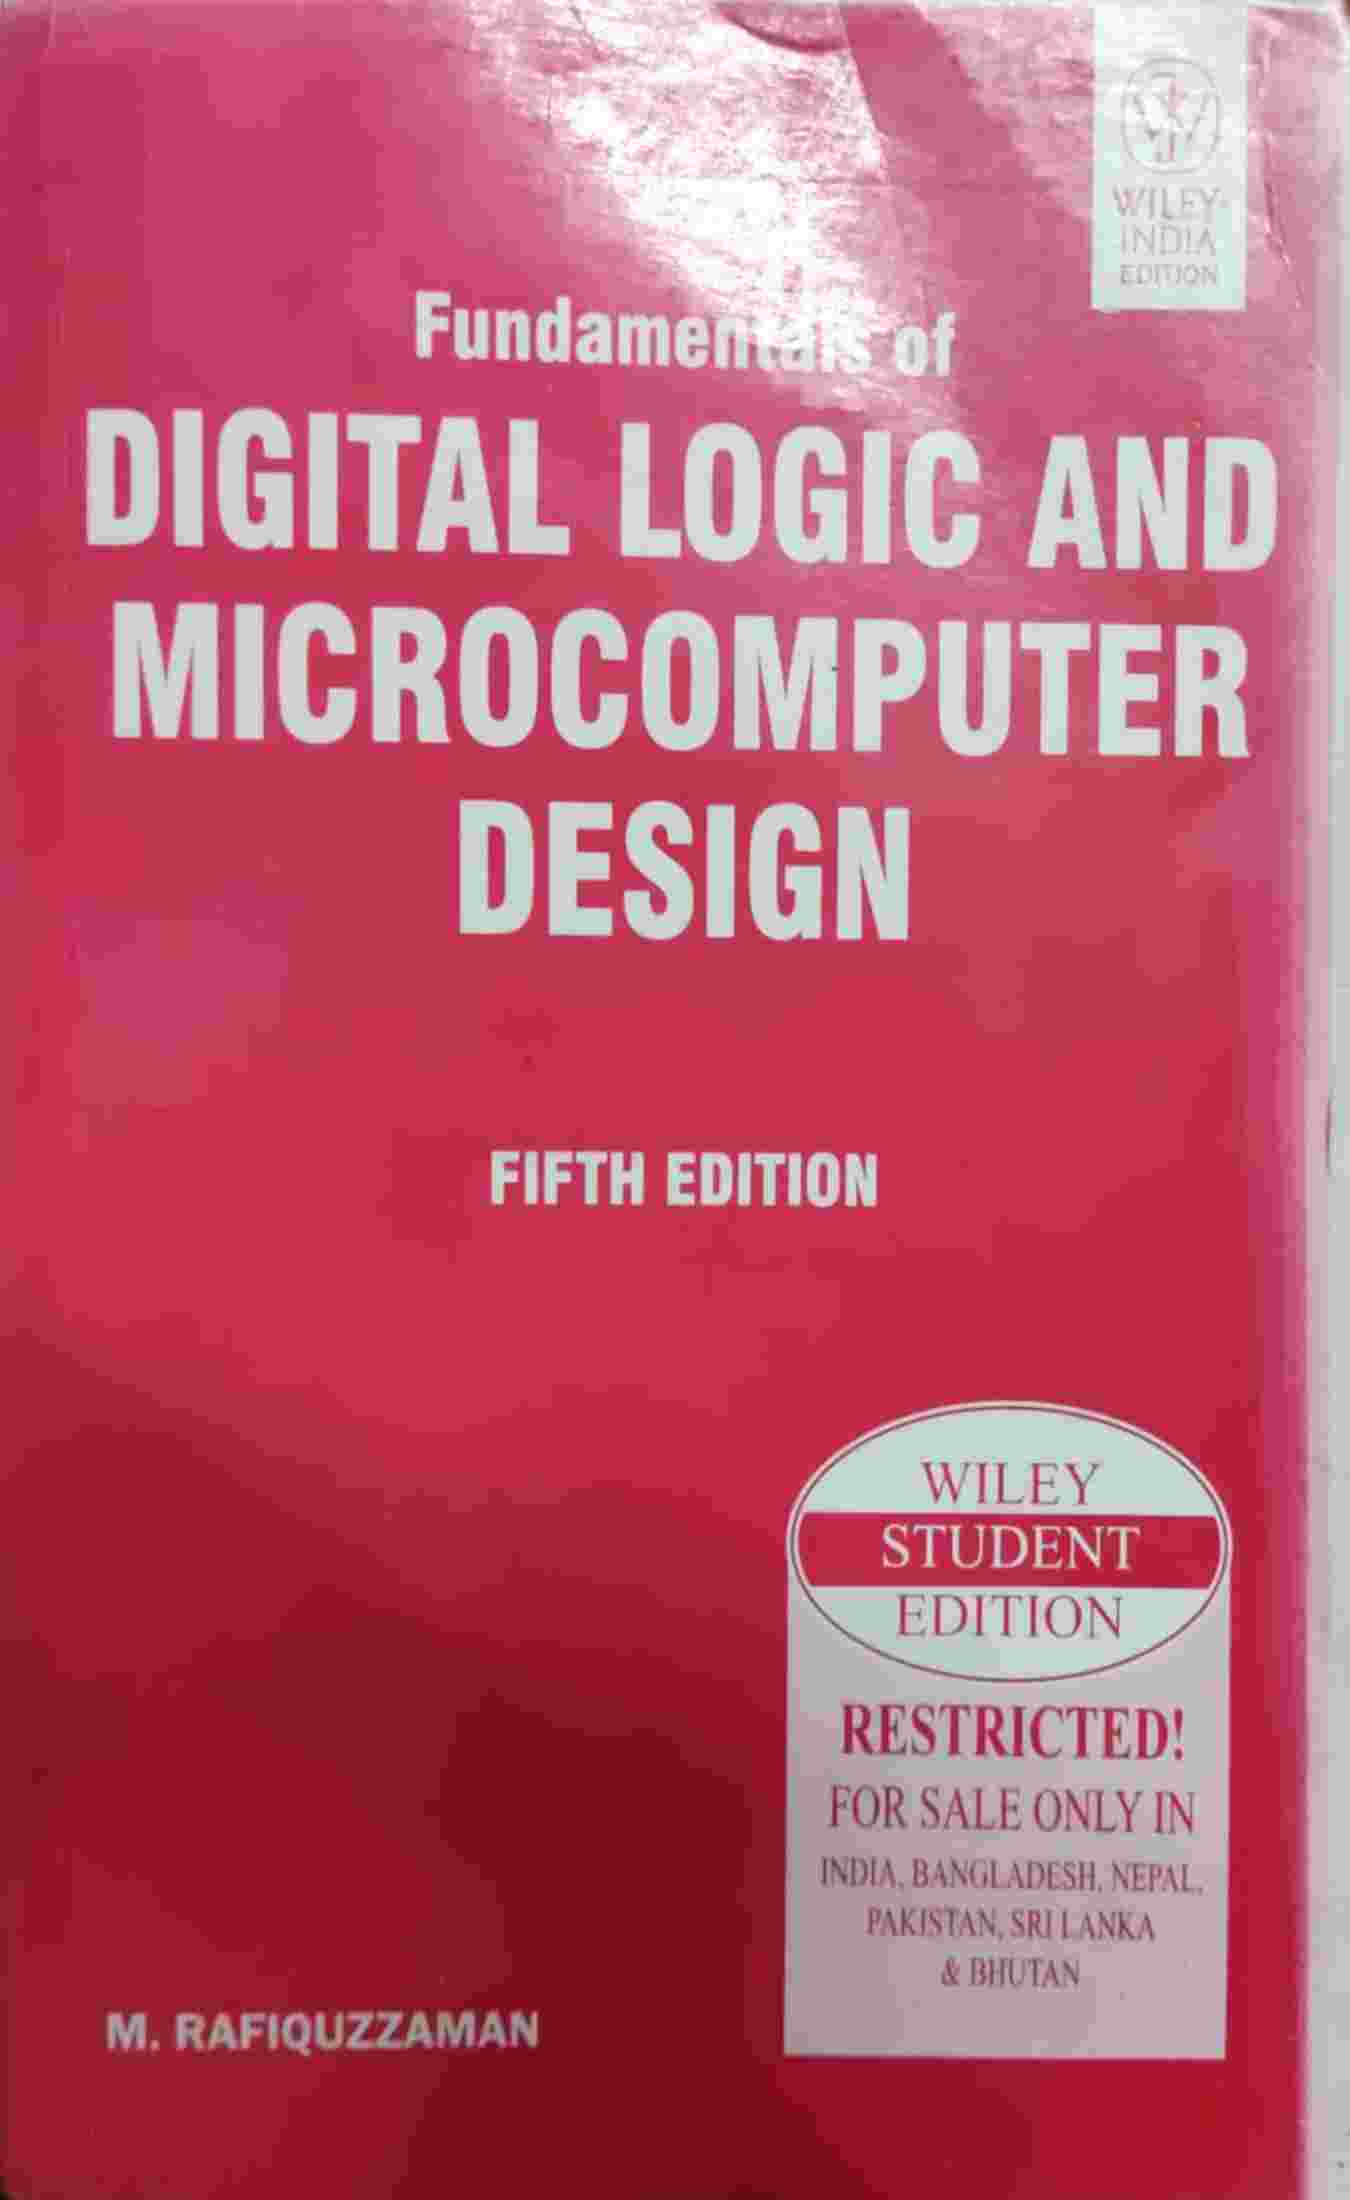 WILEY-
INDIA
EDITION
Fundamentals of
DIGITAL LOGIC AND
MICROCOMPUTER
DESIGN
FIFTH EDITION
WILEY
STUDENT
EDITION
RESTRICTED!
FOR SALE ONLY IN
INDIA, BANGLADESH, NEPAL,
PAKISTAN, SRI LANKA
& BHUTAN
M. RAFIQUZZAMAN